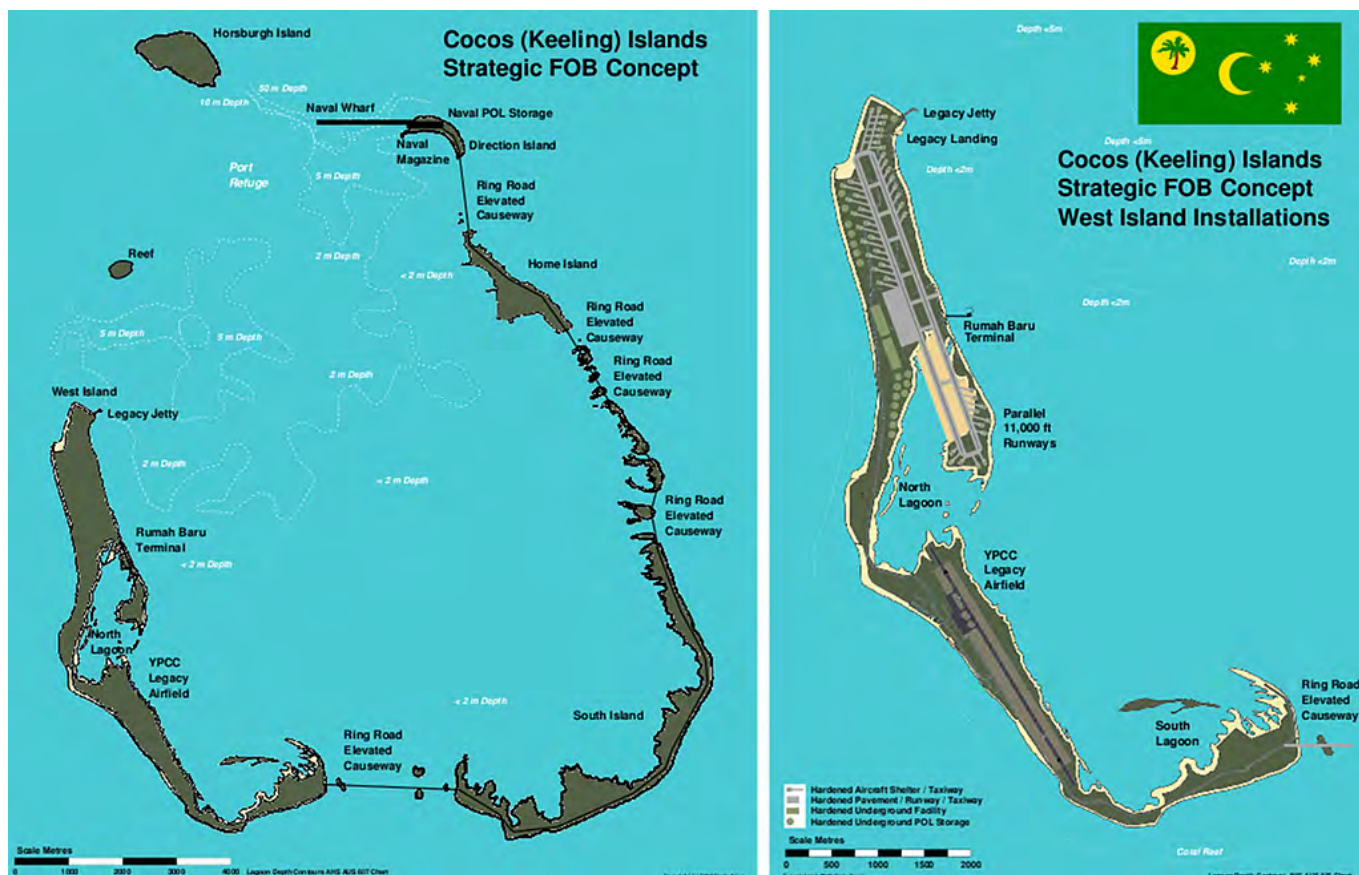 Cocos (Keeling) Islands
Strategic FOB Concept
Horsburgh Island
50 m Depth
10 m Depth
Naval Wharf
Naval POL Storage
Naval
Magazine
Direction Island
Port
Refuge
5 m Depth
Ring Road
Elevated
Causeway
Reef
2 m Depth
< 2 m Depth
Home Island
5 m Depth
5 m Depth
Ring Road
Elevated
Causeway
2 m Depth
Ring Road
Elevated
Causeway
West Island
Legacy Jetty
2 m Depth
< 2 m Depth
Ring Road
Elevated
Causeway
Rumah Baru
Terminal
< 2 m Depth
North
Lagoon
YPCC
Legacy
Airfield
< 2 m Depth
South Island
Ring Road
Elevated
Causeway
Scale Metres
0 1000 2000 3000 4000
Lagoon Depth Contours AHS AUS 607 Chart
Depth <5m
Legacy Jetty
Legacy Landing
Depth <5m
Depth <2m
Cocos (Keeling) Islands
Strategic FOB Concept
West Island Installations
Depth <2m
Depth <2m
Rumah Baru
Terminal
Parallel
11,000 ft
Runways
North
Lagoon
YPCC
Legacy
Airfield
Ring Road
Elevated
Causeway
South
Lagoon
Hardened Aircraft Shelter / Taxiway
Hardened Pavement / Runway / Taxiway
Hardened Underground Facility
Hardened Underground POL Storage
Scale Metres
0 500 1000 1500 2000
Coral Reef